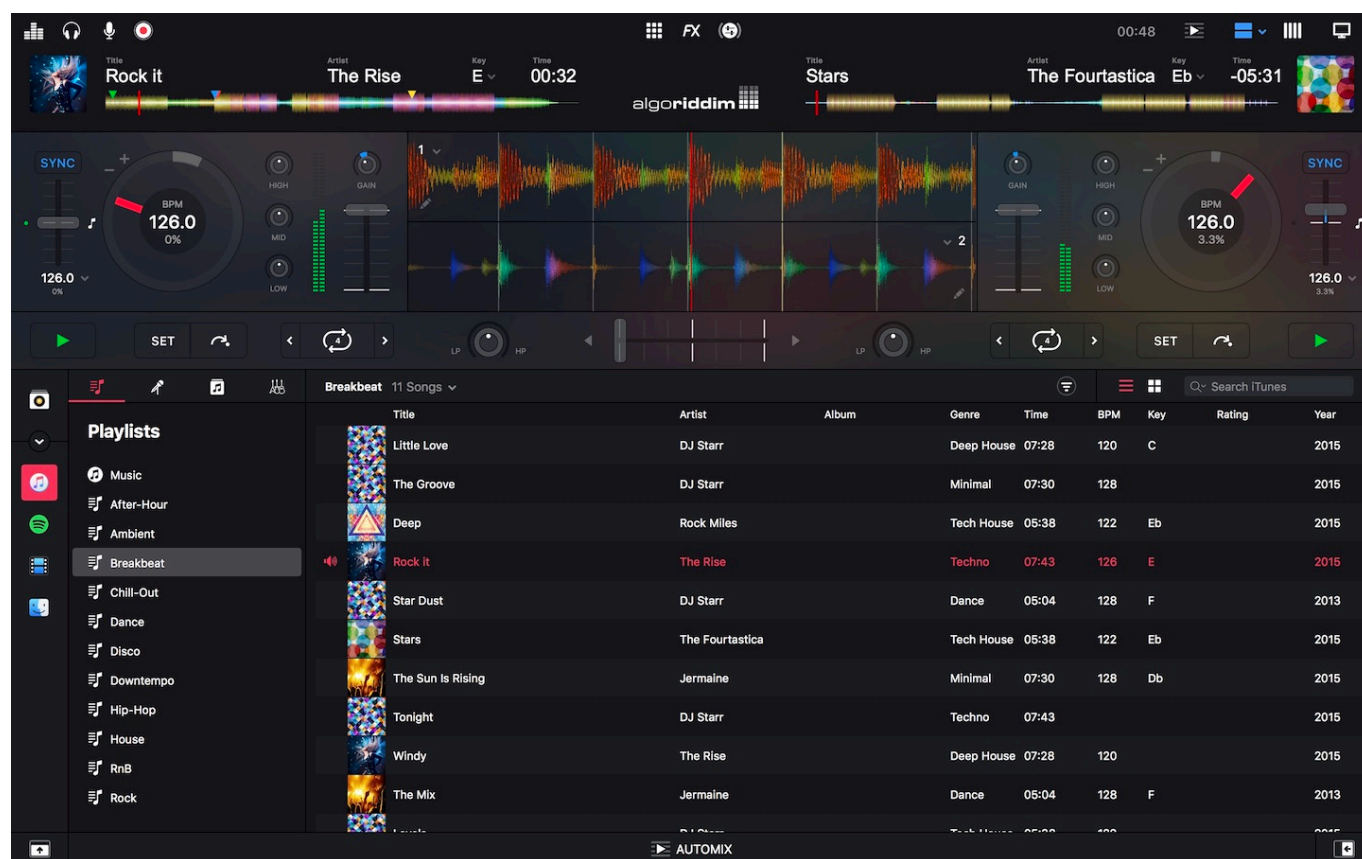 FX
00:48
Title Artist Key Time
Rock it The Rise E 00:32
algoriddim
Title Artist Key Time
Stars The Fourtastica Eb -05:31
SYNC
+
−
BPM
126.0
0%
126.0
0%
HIGH
MID
LOW
GAIN
1
2
GAIN
HIGH
MID
LOW
+
−
BPM
126.0
3.3%
SYNC
126.0
3.3%
SET
4
LP HP
LP HP
4
SET
Playlists
Music
After-Hour
Ambient
Breakbeat
Chill-Out
Dance
Disco
Downtempo
Hip-Hop
House
RnB
Rock
Breakbeat 11 Songs
Search iTunes
Title Artist Album Genre Time BPM Key Rating Year
Little Love DJ Starr Deep House 07:28 120 C 2015
The Groove DJ Starr Minimal 07:30 128 2015
Deep Rock Miles Tech House 05:38 122 Eb 2015
Rock it The Rise Techno 07:43 126 E 2015
Star Dust DJ Starr Dance 05:04 128 F 2013
Stars The Fourtastica Tech House 05:38 122 Eb 2015
The Sun Is Rising Jermaine Minimal 07:30 128 Db 2015
Tonight DJ Starr Techno 07:43 2015
Windy The Rise Deep House 07:28 120 2015
The Mix Jermaine Dance 05:04 128 F 2013
AUTOMIX